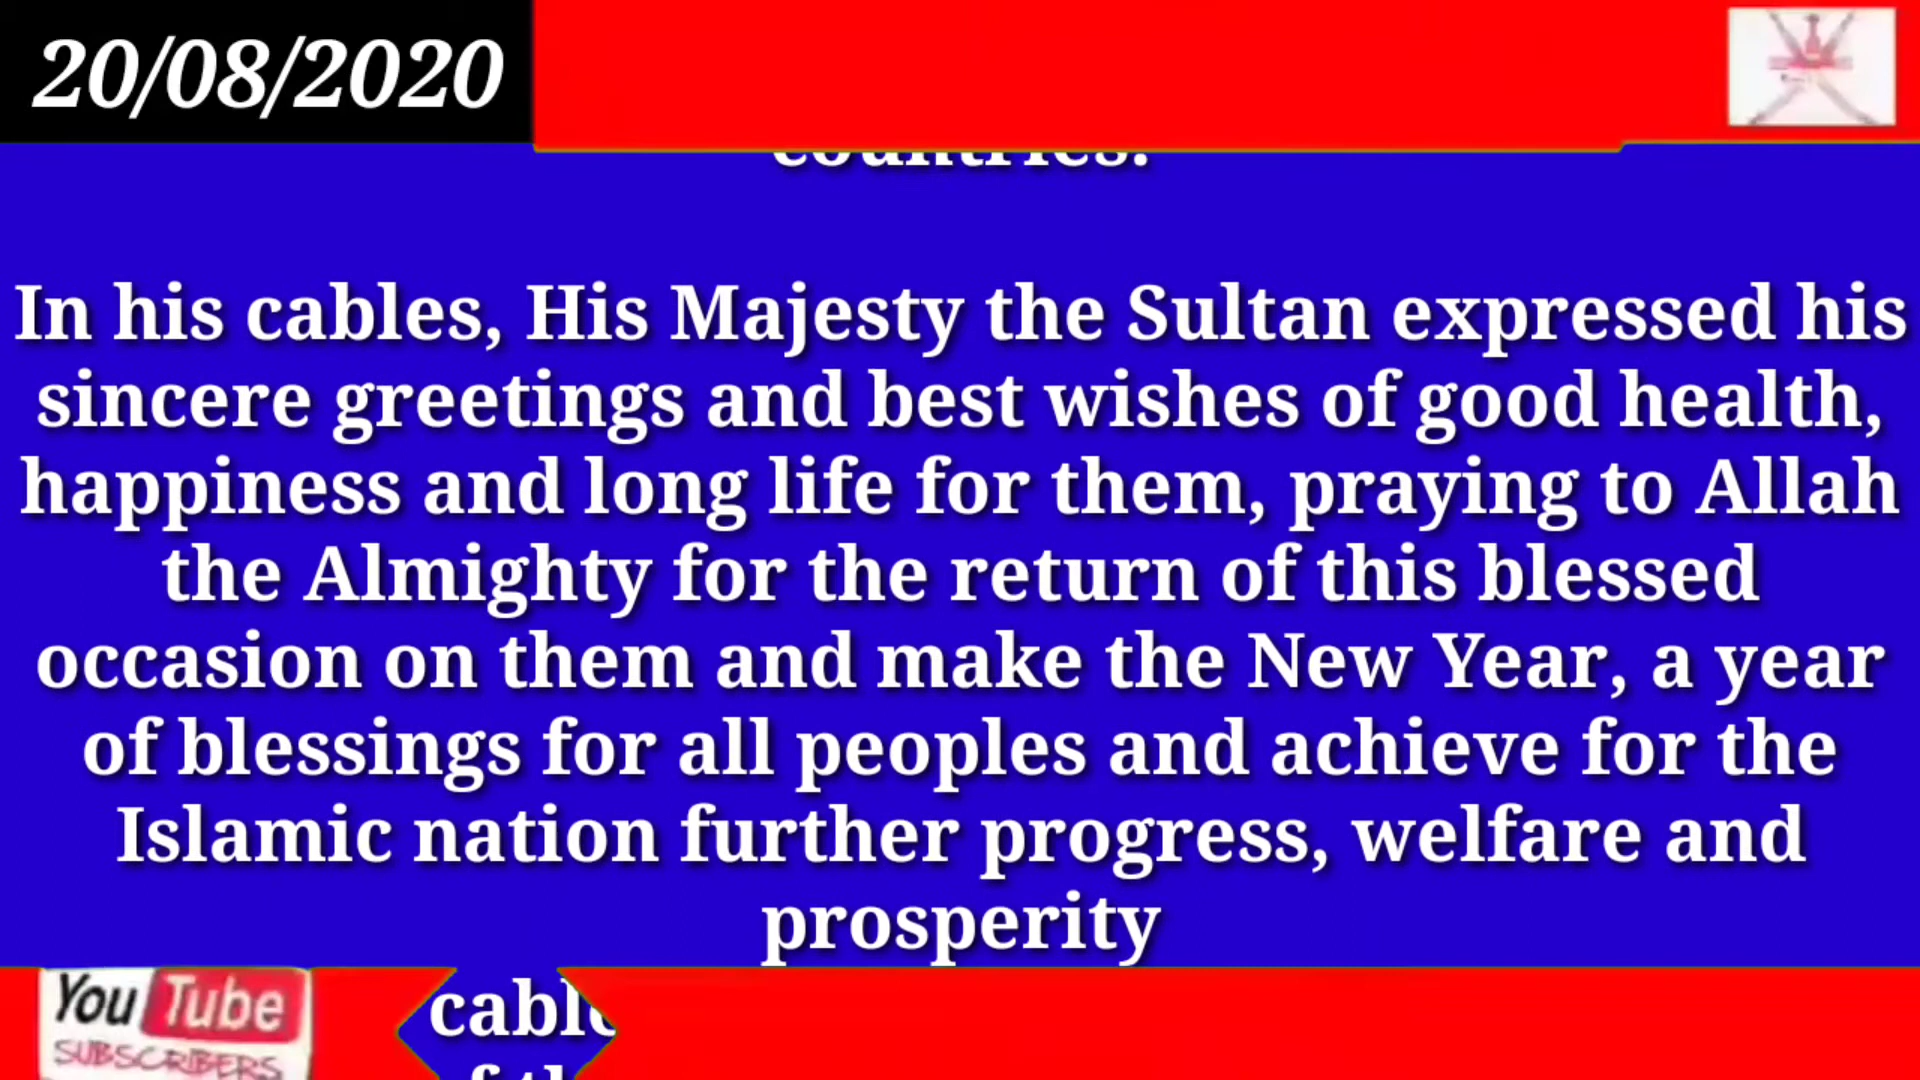 20/08/2020
countries.
In his cables, His Majesty the Sultan expressed his
sincere greetings and best wishes of good health,
happiness and long life for them, praying to Allah
the Almighty for the return of this blessed
occasion on them and make the New Year, a year
of blessings for all peoples and achieve for the
Islamic nation further progress, welfare and
prosperity
You Tube
SUBSCRIBERS